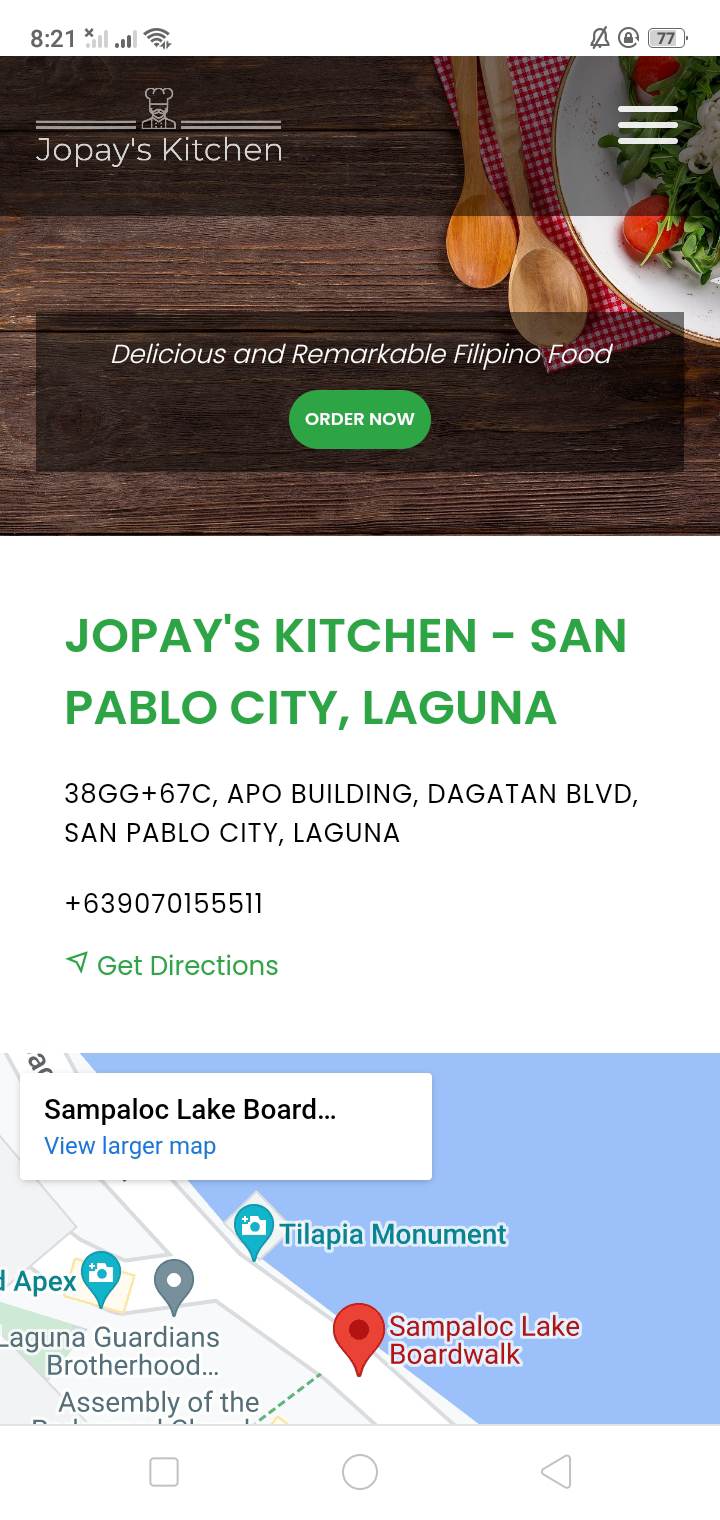 8:21
77
Jopay's Kitchen
Delicious and Remarkable Filipino Food
ORDER NOW
JOPAY'S KITCHEN - SAN
PABLO CITY, LAGUNA
38GG+67C, APO BUILDING, DAGATAN BLVD,
SAN PABLO CITY, LAGUNA
+639070155511
Get Directions
Sampaloc Lake Board...
View larger map
Tilapia Monument
d Apex
Laguna Guardians
Brotherhood...
Sampaloc Lake
Boardwalk
Assembly of the